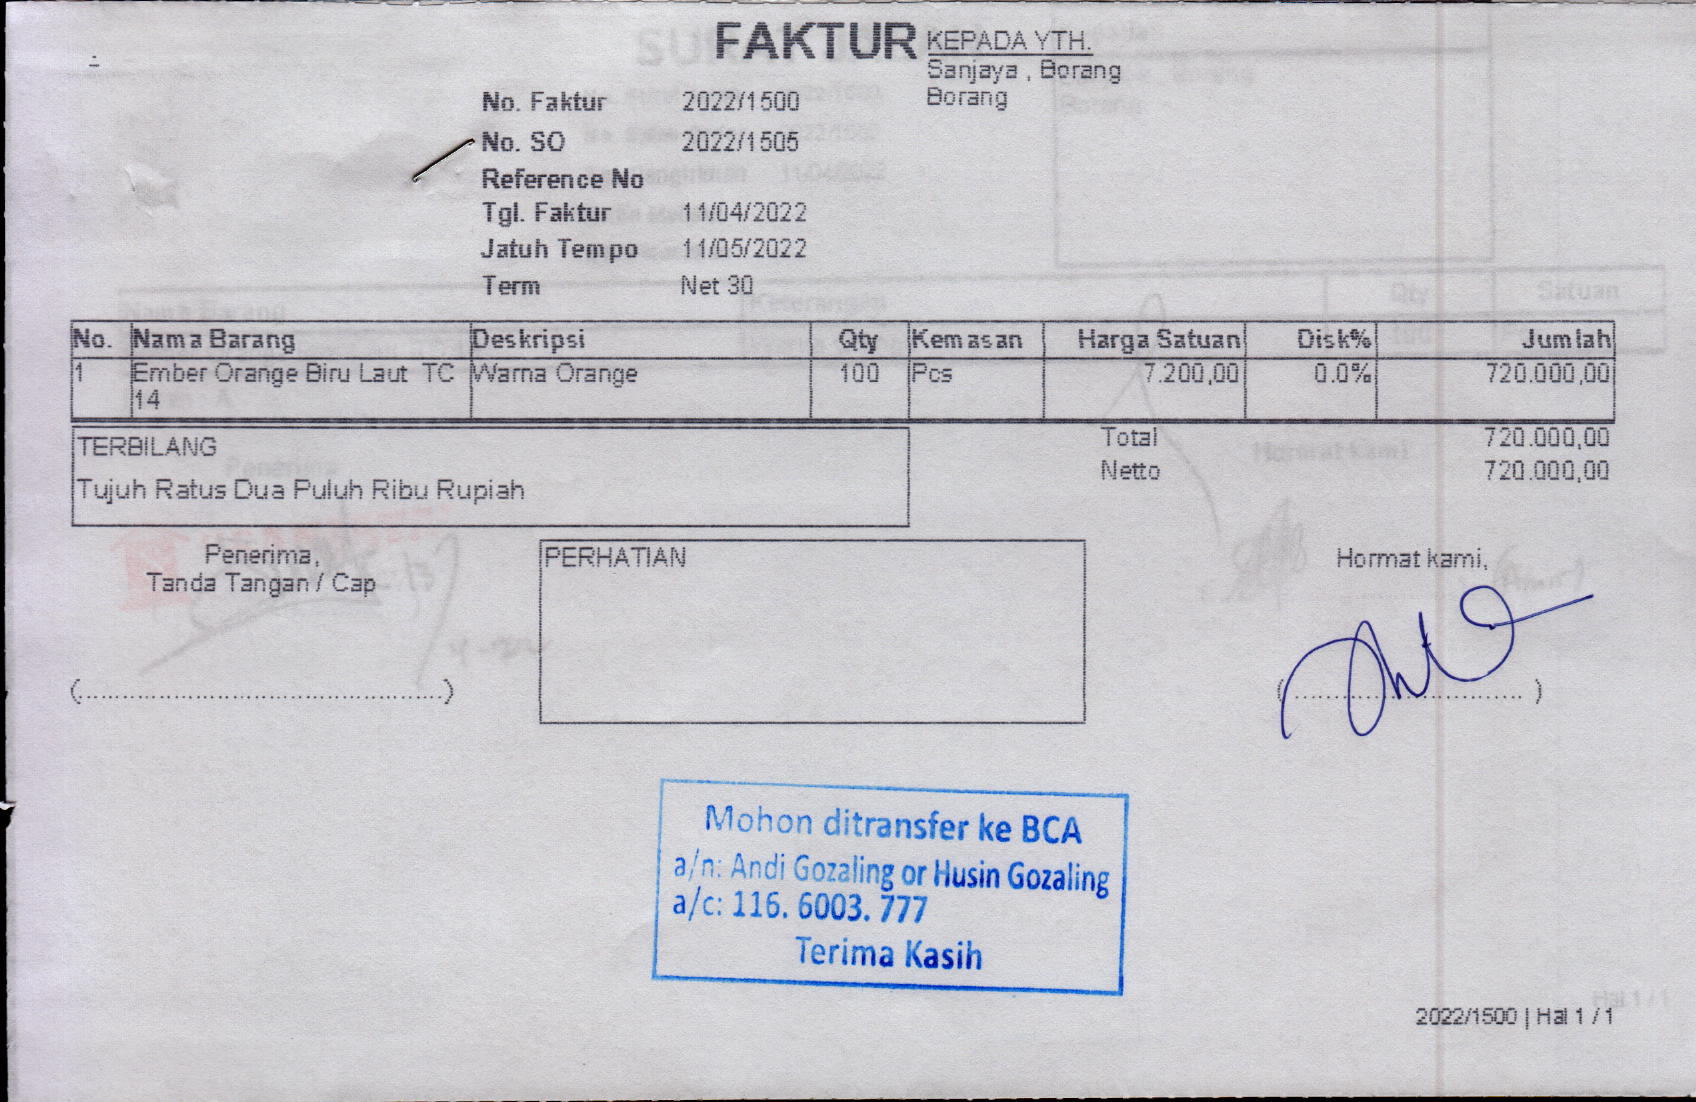 FAKTUR
KEPADA YTH.
Sanjaya , Borang
Borang
No. Faktur 2022/1500
No. SO 2022/1505
Reference No
Tgl. Faktur 11/04/2022
Jatuh Tempo 11/05/2022
Term Net 30
No. Nama Barang Deskripsi Qty Kemasan Harga Satuan Disk% Jumlah
1 Ember Orange Biru Laut TC Warna Orange 100 Pcs 7.200,00 0.0% 720.000,00
14
TERBILANG
Tujuh Ratus Dua Puluh Ribu Rupiah
Total 720.000,00
Netto 720.000,00
Penerima,
Tanda Tangan / Cap
(..............................................)
PERHATIAN
Hormat kami,
(.............................. )
Mohon ditransfer ke BCA
a/n: Andi Gozaling or Husin Gozaling
a/c: 116. 6003. 777
Terima Kasih
2022/1500 | Hal 1 / 1